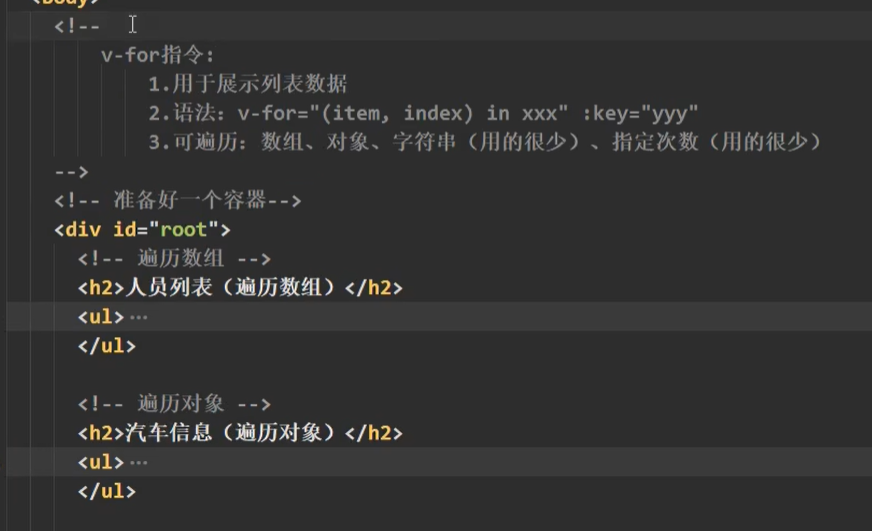 <body>
<!--
v-for指令:
1.用于展示列表数据
2.语法：v-for="(item, index) in xxx" :key="yyy"
3.可遍历：数组、对象、字符串（用的很少）、指定次数（用的很少）
-->
<!-- 准备好一个容器-->
<div id="root">
<!-- 遍历数组 -->
<h2>人员列表（遍历数组）</h2>
<ul>…
</ul>
<!-- 遍历对象 -->
<h2>汽车信息（遍历对象）</h2>
<ul>…
</ul>